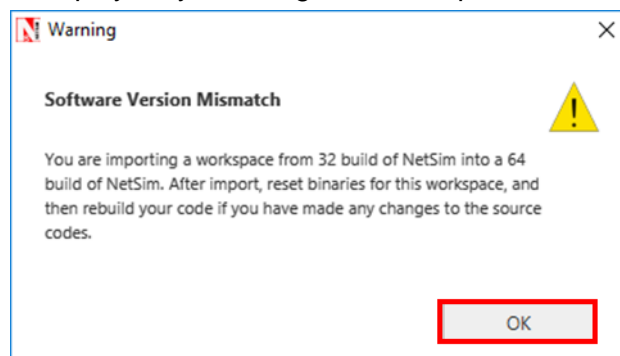 Warning
Software Version Mismatch
You are importing a workspace from 32 build of NetSim into a 64
build of NetSim. After import, reset binaries for this workspace, and
then rebuild your code if you have made any changes to the source
codes.
OK